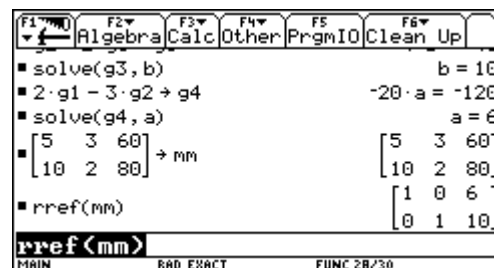 F1 F2 F3 F4 F5 F6
Algebra Calc Other PrgmIO Clean Up
solve(g3, b) b = 10
2·g1 − 3·g2 → g4 -20·a = -120
solve(g4, a) a = 6
[5 3 60 [5 3 60
10 2 80] → mm 10 2 80]
rref(mm) [1 0 6
0 1 10]
rref(mm)
MAIN RAD EXACT FUNC 28/30